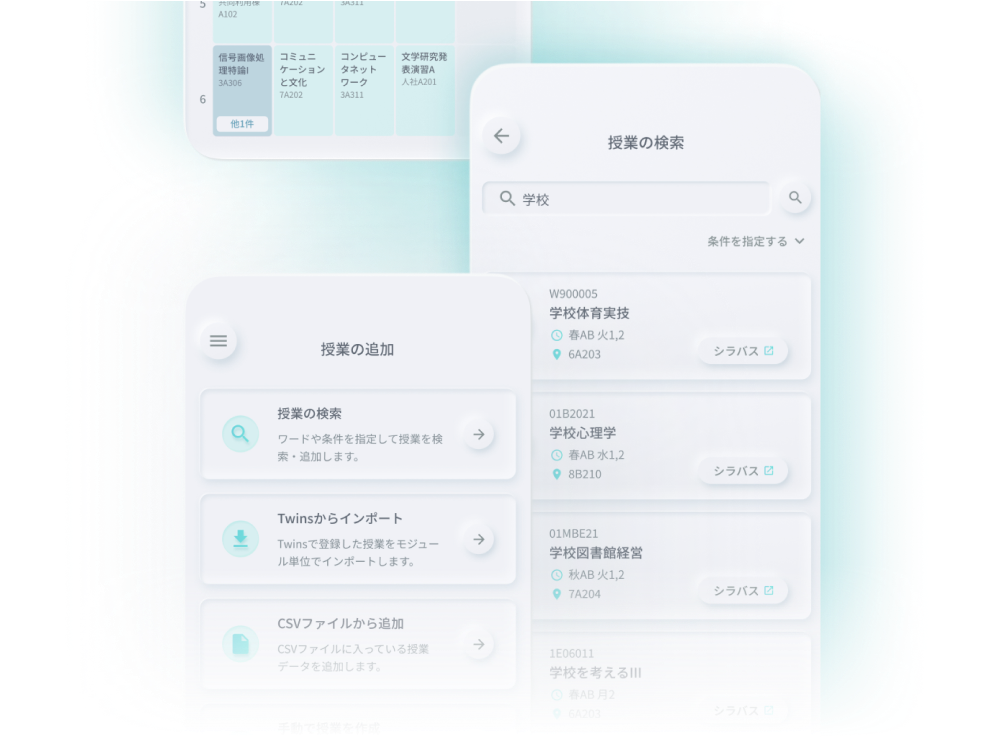 5
共同利用棟
A102
7A202
3A311
6
信号画像処
理特論I
3A306
他1件
コミュニ
ケーション
と文化
7A202
コンピュー
タネット
ワーク
3A311
文学研究発
表演習A
人社A201
授業の検索
学校
条件を指定する
W900005
学校体育実技
春AB 火1,2
6A203
シラバス
01B2021
学校心理学
春AB 水1,2
8B210
シラバス
01MBE21
学校図書館経営
秋AB 火1,2
7A204
シラバス
1E06011
学校を考えるIII
春AB 月2
6A203
シラバス
授業の追加
授業の検索
ワードや条件を指定して授業を検
索・追加します。
Twinsからインポート
Twinsで登録した授業をモジュー
ル単位でインポートします。
CSVファイルから追加
CSVファイルに入っている授業
データを追加します。
手動で授業を作成